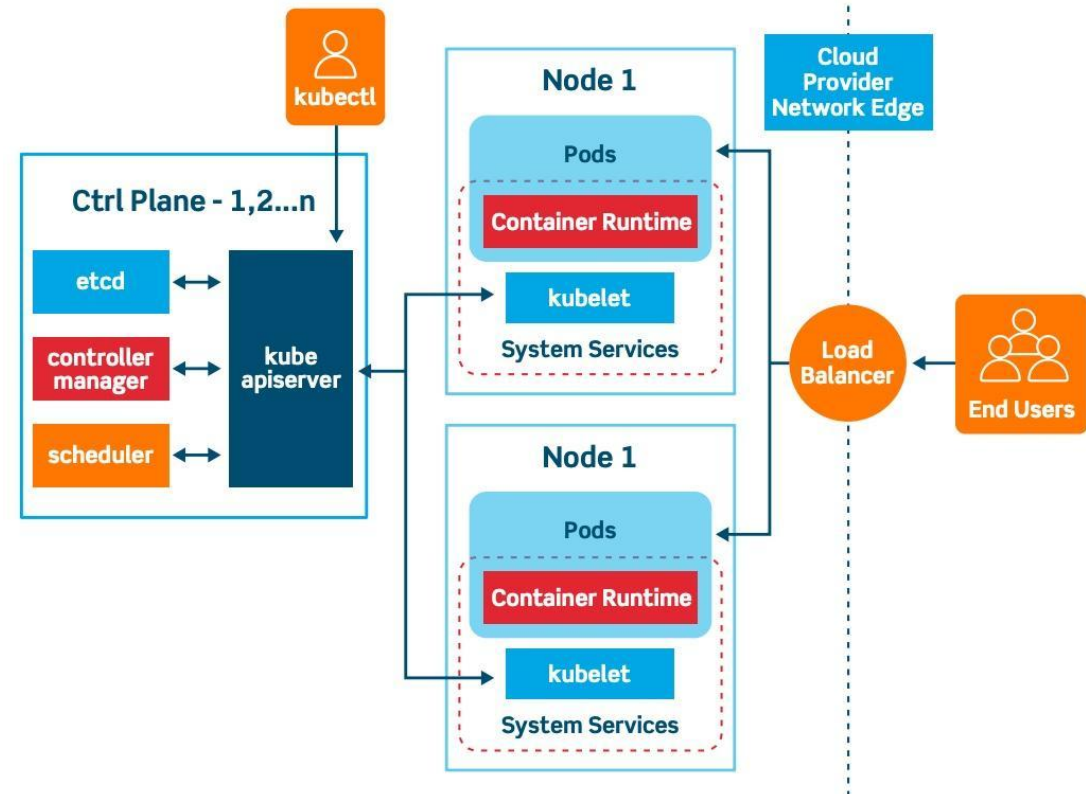 kubectl
Ctrl Plane - 1,2...n
etcd
controller
manager
scheduler
kube
apiserver
Node 1
Pods
Container Runtime
kubelet
System Services
Node 1
Pods
Container Runtime
kubelet
System Services
Cloud
Provider
Network Edge
Load
Balancer
End Users